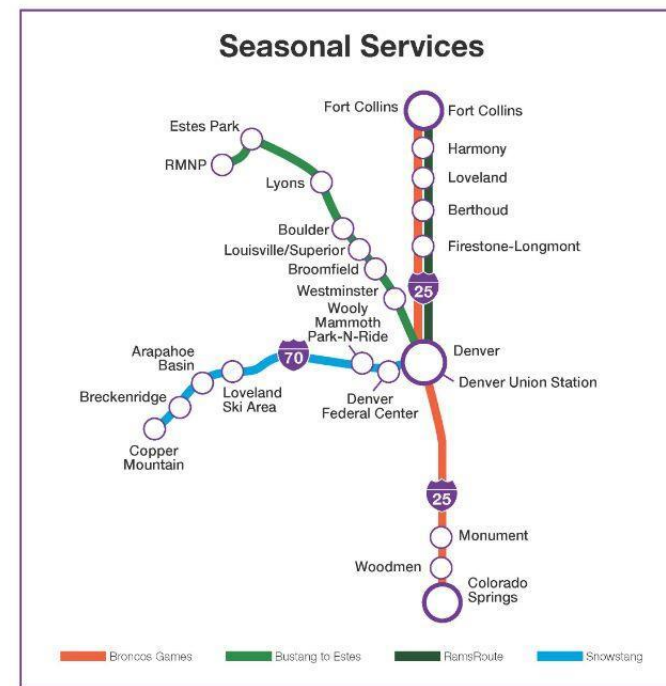 Seasonal Services
Fort Collins
Fort Collins
Estes Park
Harmony
RMNP
Loveland
Lyons
Berthoud
Boulder
Louisville/Superior
Firestone-Longmont
Broomfield
Westminster
25
Wooly
Mammoth
Park-N-Ride
70
Denver
Arapahoe
Basin
Denver Union Station
Breckenridge
Loveland
Ski Area
Denver
Federal Center
Copper
Mountain
25
Monument
Woodmen
Colorado
Springs
Broncos Games
Bustang to Estes
RamsRoute
Snowstang